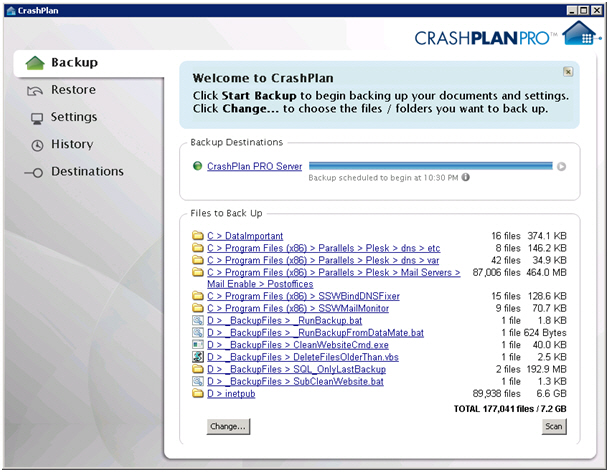 CrashPlan
CRASHPLANPRO™
Backup
Restore
Settings
History
Destinations
Welcome to CrashPlan
Click Start Backup to begin backing up your documents and settings.
Click Change... to choose the files / folders you want to back up.
Backup Destinations
CrashPlan PRO Server
Backup scheduled to begin at 10:30 PM
Files to Back Up
C > DataImportant 16 files 374.1 KB
C > Program Files (x86) > Parallels > Plesk > dns > etc 8 files 146.2 KB
C > Program Files (x86) > Parallels > Plesk > dns > var 42 files 34.9 KB
C > Program Files (x86) > Parallels > Plesk > Mail Servers > 87,006 files 464.0 MB
Mail Enable > Postoffices
C > Program Files (x86) > SSWBindDNSFixer 15 files 128.6 KB
C > Program Files (x86) > SSWMailMonitor 9 files 70.7 KB
D > _BackupFiles > _RunBackup.bat 1 file 1.8 KB
D > _BackupFiles > _RunBackupFromDataMate.bat 1 file 624 Bytes
D > _BackupFiles > CleanWebsiteCmd.exe 1 file 40.0 KB
D > _BackupFiles > DeleteFilesOlderThan.vbs 1 file 2.5 KB
D > _BackupFiles > SQL_OnlyLastBackup 2 files 192.9 MB
D > _BackupFiles > SubCleanWebsite.bat 1 file 1.3 KB
D > inetpub 89,938 files 6.6 GB
TOTAL 177,041 files / 7.2 GB
Change... Scan